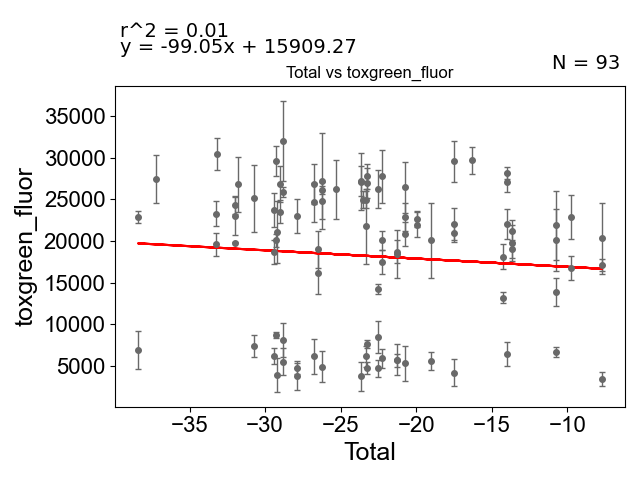 r^2 = 0.01
y = -99.05x + 15909.27
N = 93
Total vs toxgreen_fluor
35000
30000
25000
20000
15000
10000
5000
toxgreen_fluor
−35 −30 −25 −20 −15 −10
Total